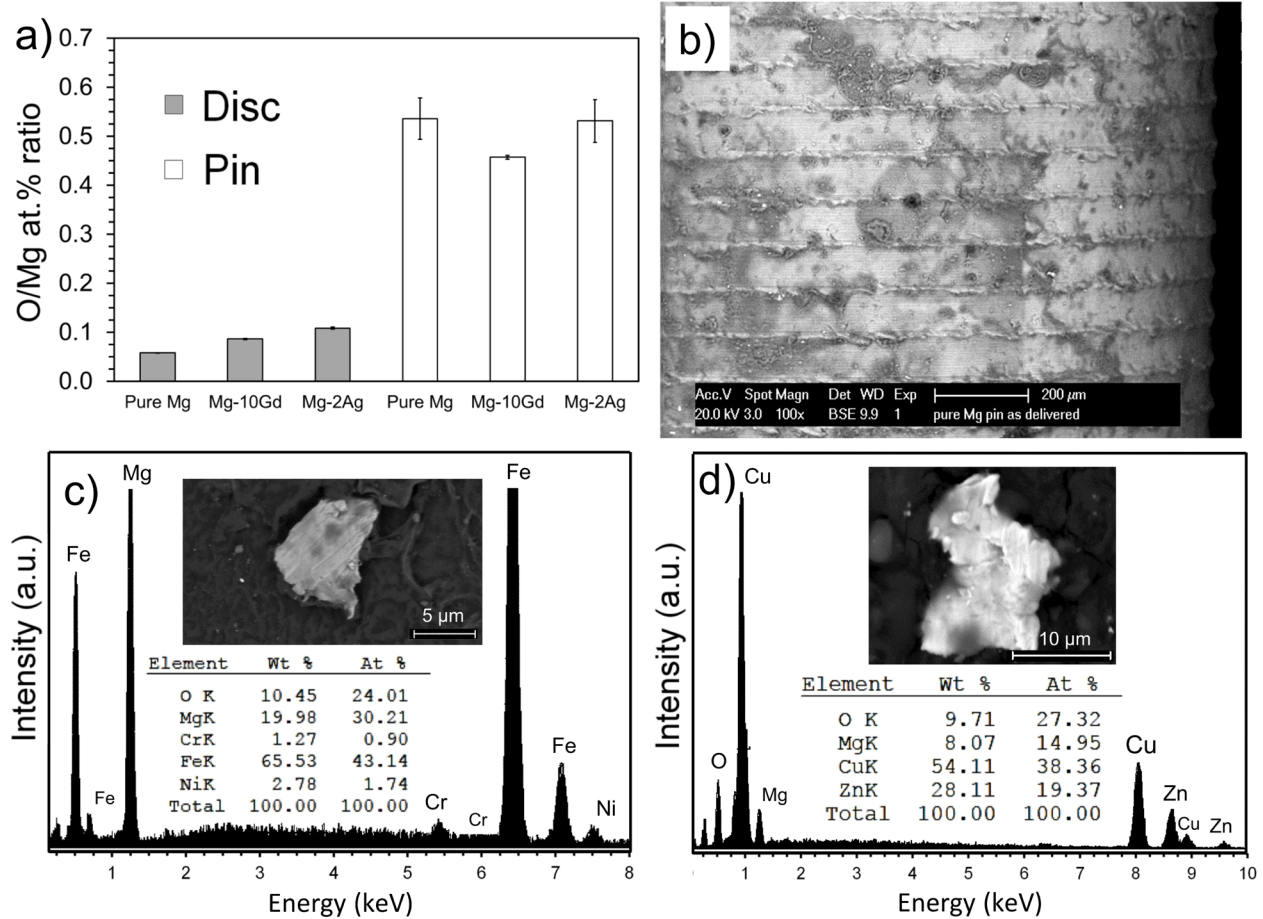 a)
O/Mg at.% ratio
0.7
0.6
0.5
0.4
0.3
0.2
0.1
0.0
Disc
Pin
Pure Mg Mg-10Gd Mg-2Ag Pure Mg Mg-10Gd Mg-2Ag
b)
Acc.V Spot Magn Det WD Exp 200 µm
20.0 kV 3.0 100x BSE 9.9 1 pure Mg pin as delivered
c)
Intensity (a.u.)
Fe
Fe
Mg
Fe
Fe
Cr
Cr
Ni
5 µm
Element Wt % At %
O K 10.45 24.01
MgK 19.98 30.21
CrK 1.27 0.90
FeK 65.53 43.14
NiK 2.78 1.74
Total 100.00 100.00
1 2 3 4 5 6 7 8
Energy (keV)
d)
Intensity (a.u.)
Cu
O
Mg
Cu
Zn
Cu
Zn
10 µm
Element Wt % At %
O K 9.71 27.32
MgK 8.07 14.95
CuK 54.11 38.36
ZnK 28.11 19.37
Total 100.00 100.00
1 2 3 4 5 6 7 8 9 10
Energy (keV)